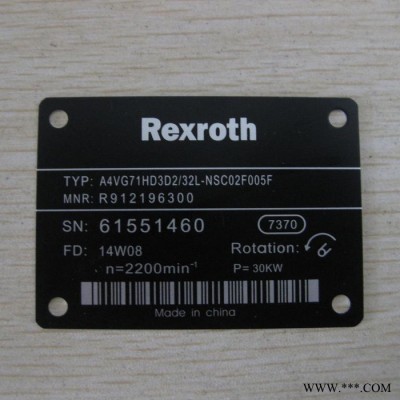 Rexroth
TYP: A4VG71HD3D2/32L-NSC02F005F
MNR: R912196300
SN: 61551460 7370
FD: 14W08 Rotation:
n=2200min⁻¹ P= 30KW
Made in china
www.***.com